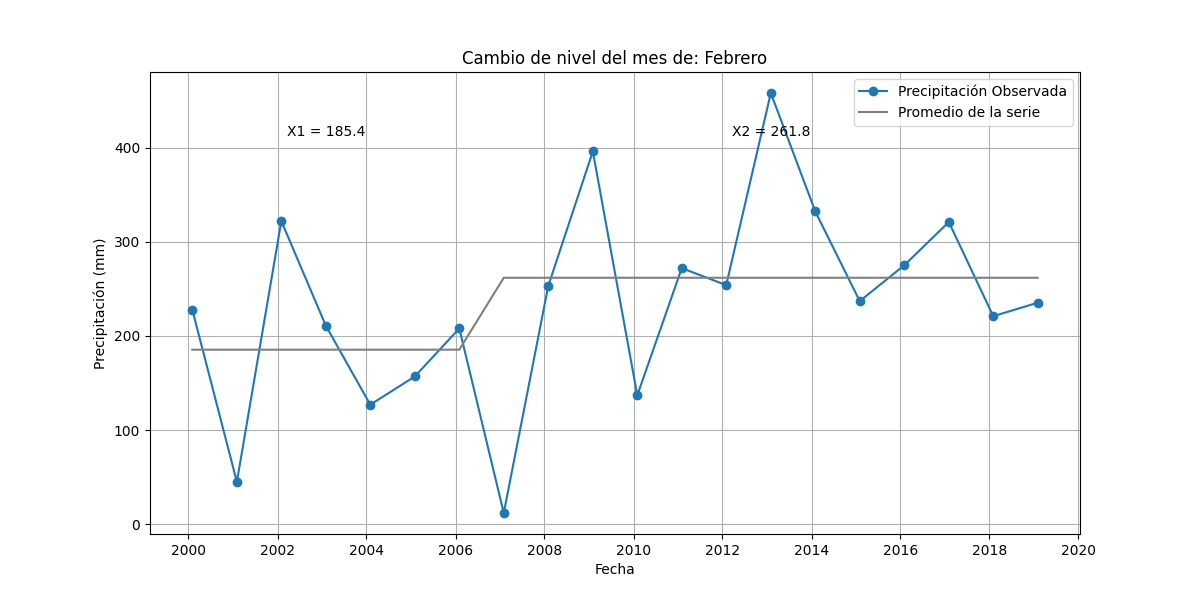 Cambio de nivel del mes de: Febrero
Precipitación Observada
Promedio de la serie
X1 = 185.4
X2 = 261.8
Precipitación (mm)
400
300
200
100
0
2000 2002 2004 2006 2008 2010 2012 2014 2016 2018 2020
Fecha